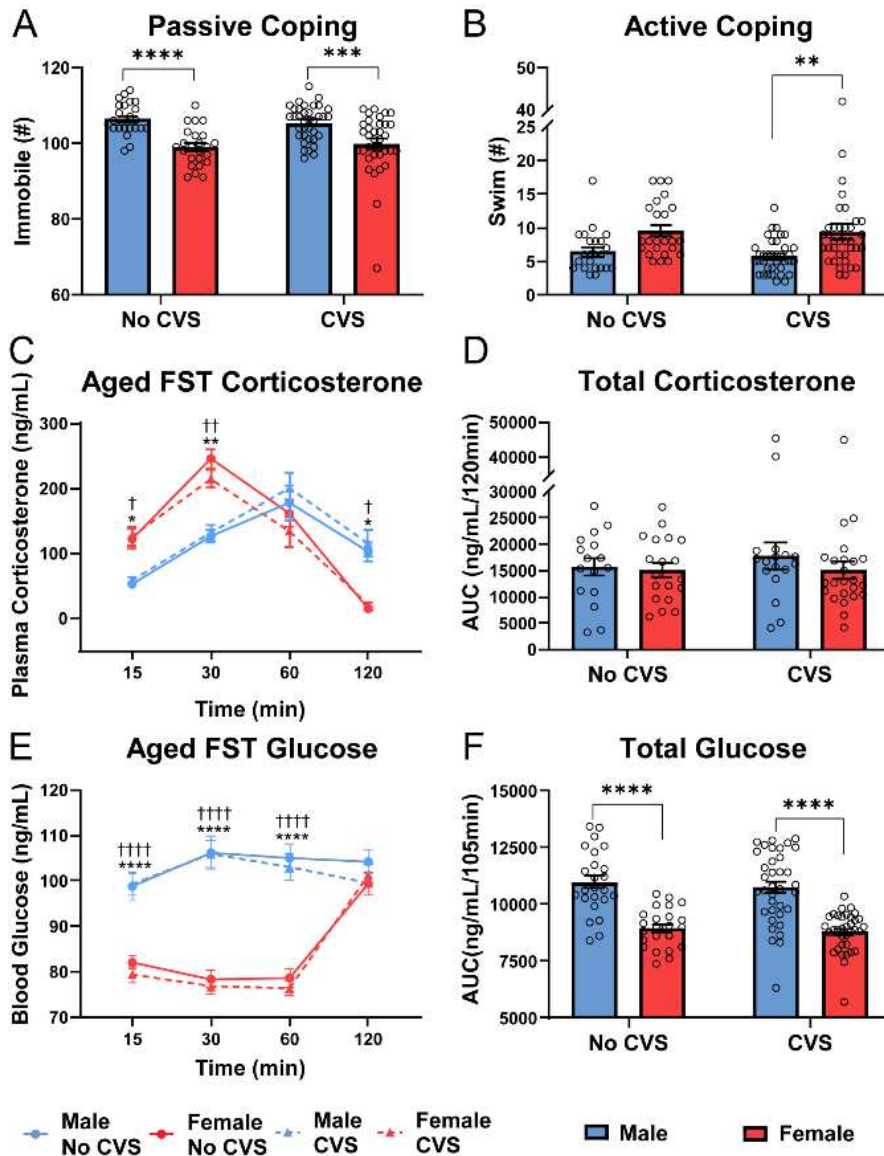 A Passive Coping
**** ***
Immobile (#)
120
100
80
60
No CVS CVS
B Active Coping
**
Swim (#)
50
40
25
20
15
10
5
0
No CVS CVS
C Aged FST Corticosterone
Plasma Corticosterone (ng/mL)
300
200
100
0
†
*
††
**
†
*
15 30 60 120
Time (min)
D Total Corticosterone
AUC (ng/mL/120min)
50000
40000
30000
25000
20000
15000
10000
5000
0
No CVS CVS
E Aged FST Glucose
Blood Glucose (ng/mL)
120
110
100
90
80
70
††††
****
††††
****
††††
****
15 30 60 120
Time (min)
F Total Glucose
**** ****
AUC(ng/mL/105min)
15000
12500
10000
7500
5000
No CVS CVS
Male No CVS
Female No CVS
Male CVS
Female CVS
Male
Female